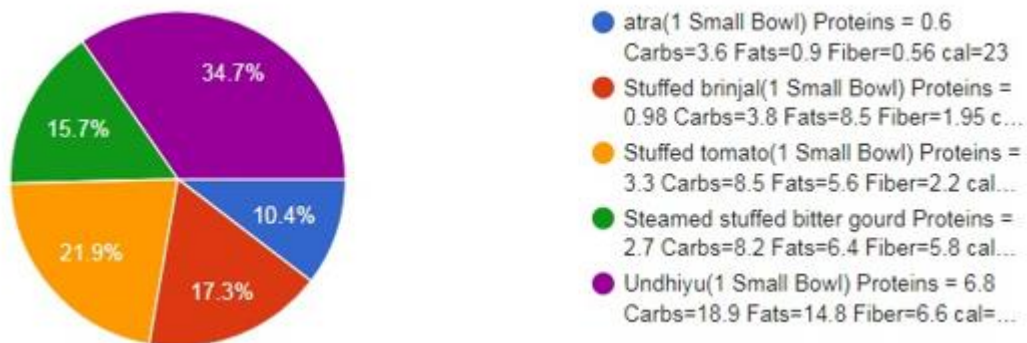 34.7%
15.7%
10.4%
21.9%
17.3%
atra(1 Small Bowl) Proteins = 0.6
Carbs=3.6 Fats=0.9 Fiber=0.56 cal=23
Stuffed brinjal(1 Small Bowl) Proteins =
0.98 Carbs=3.8 Fats=8.5 Fiber=1.95 c...
Stuffed tomato(1 Small Bowl) Proteins =
3.3 Carbs=8.5 Fats=5.6 Fiber=2.2 cal...
Steamed stuffed bitter gourd Proteins =
2.7 Carbs=8.2 Fats=6.4 Fiber=5.8 cal...
Undhiyu(1 Small Bowl) Proteins = 6.8
Carbs=18.9 Fats=14.8 Fiber=6.6 cal=...